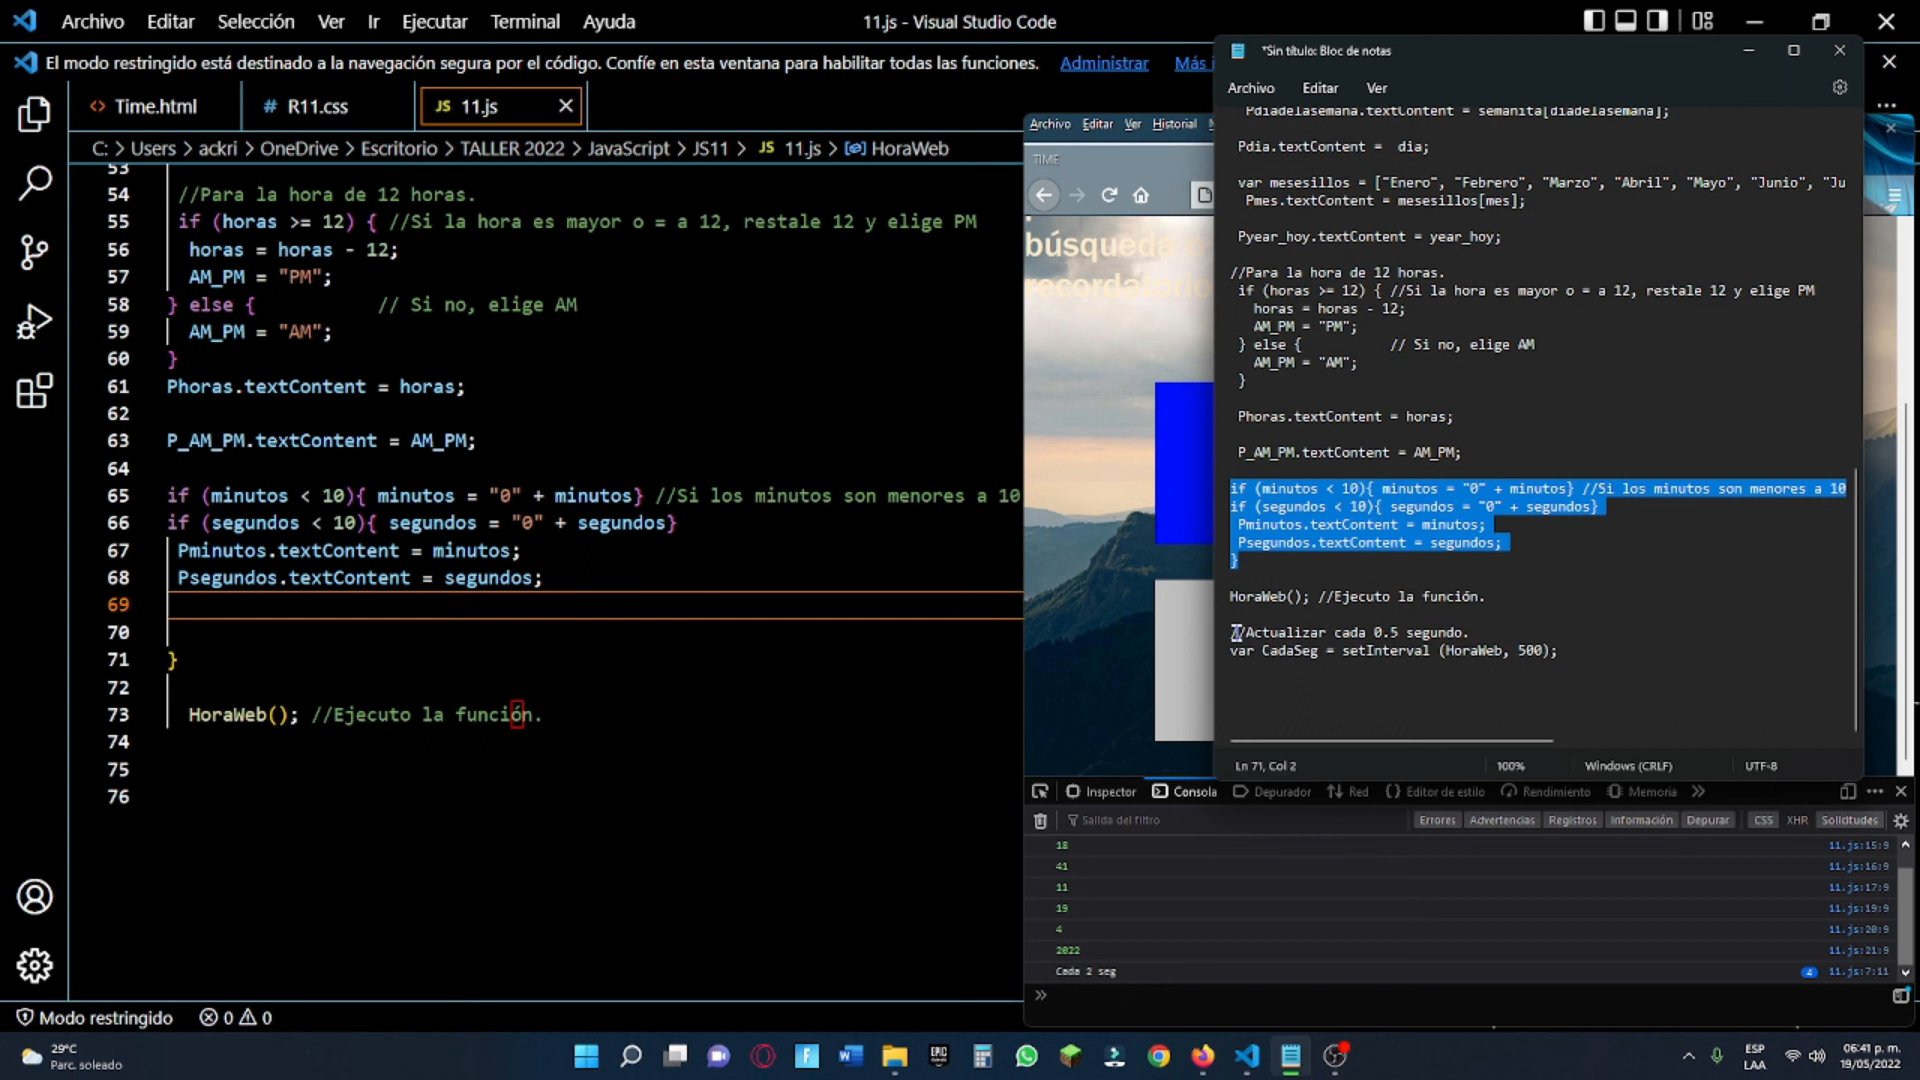 Archivo Editar Selección Ver Ir Ejecutar Terminal Ayuda
11.js - Visual Studio Code
El modo restringido está destinado a la navegación segura por el código. Confíe en esta ventana para habilitar todas las funciones. Administrar Más i
Time.html
# R11.css
JS 11.js
C: > Users > ackri > OneDrive > Escritorio > TALLER 2022 > JavaScript > JS11 > JS 11.js > HoraWeb
53
54 //Para la hora de 12 horas.
55 if (horas >= 12) { //Si la hora es mayor o = a 12, restale 12 y elige PM
56 horas = horas - 12;
57 AM_PM = "PM";
58 } else { // Si no, elige AM
59 AM_PM = "AM";
60 }
61 Phoras.textContent = horas;
62
63 P_AM_PM.textContent = AM_PM;
64
65 if (minutos < 10){ minutos = "0" + minutos} //Si los minutos son menores a 10
66 if (segundos < 10){ segundos = "0" + segundos}
67 Pminutos.textContent = minutos;
68 Psegundos.textContent = segundos;
69
70
71 }
72
73 HoraWeb(); //Ejecuto la función.
74
75
76
Modo restringido 0 0
*Sin título: Bloc de notas
Archivo Editar Ver
Pdiadelasemana.textContent = semanita[diadelasemana];
Pdia.textContent = dia;
var mesesillos = ["Enero", "Febrero", "Marzo", "Abril", "Mayo", "Junio", "Ju
Pmes.textContent = mesesillos[mes];
Pyear_hoy.textContent = year_hoy;
//Para la hora de 12 horas.
if (horas >= 12) { //Si la hora es mayor o = a 12, restale 12 y elige PM
horas = horas - 12;
AM_PM = "PM";
} else { // Si no, elige AM
AM_PM = "AM";
}
Phoras.textContent = horas;
P_AM_PM.textContent = AM_PM;
if (minutos < 10){ minutos = "0" + minutos} //Si los minutos son menores a 10
if (segundos < 10){ segundos = "0" + segundos}
Pminutos.textContent = minutos;
Psegundos.textContent = segundos;
}
HoraWeb(); //Ejecuto la función.
//Actualizar cada 0.5 segundo.
var CadaSeg = setInterval (HoraWeb, 500);
Ln 71, Col 2 100% Windows (CRLF) UTF-8
Archivo Editar Ver Historial
TIME
búsqueda
recordatorio
Inspector Consola Depurador Red Editor de estilo Rendimiento Memoria
Salida del filtro
Errores Advertencias Registros Información Depurar CSS XHR Solicitudes
18 11.js:15:9
41 11.js:16:9
11 11.js:17:9
19 11.js:19:9
4 11.js:20:9
2022 11.js:21:9
Cada 2 seg 4 11.js:7:11
29°C
Parc. soleado
ESP
LAA
06:41 p. m.
19/05/2022